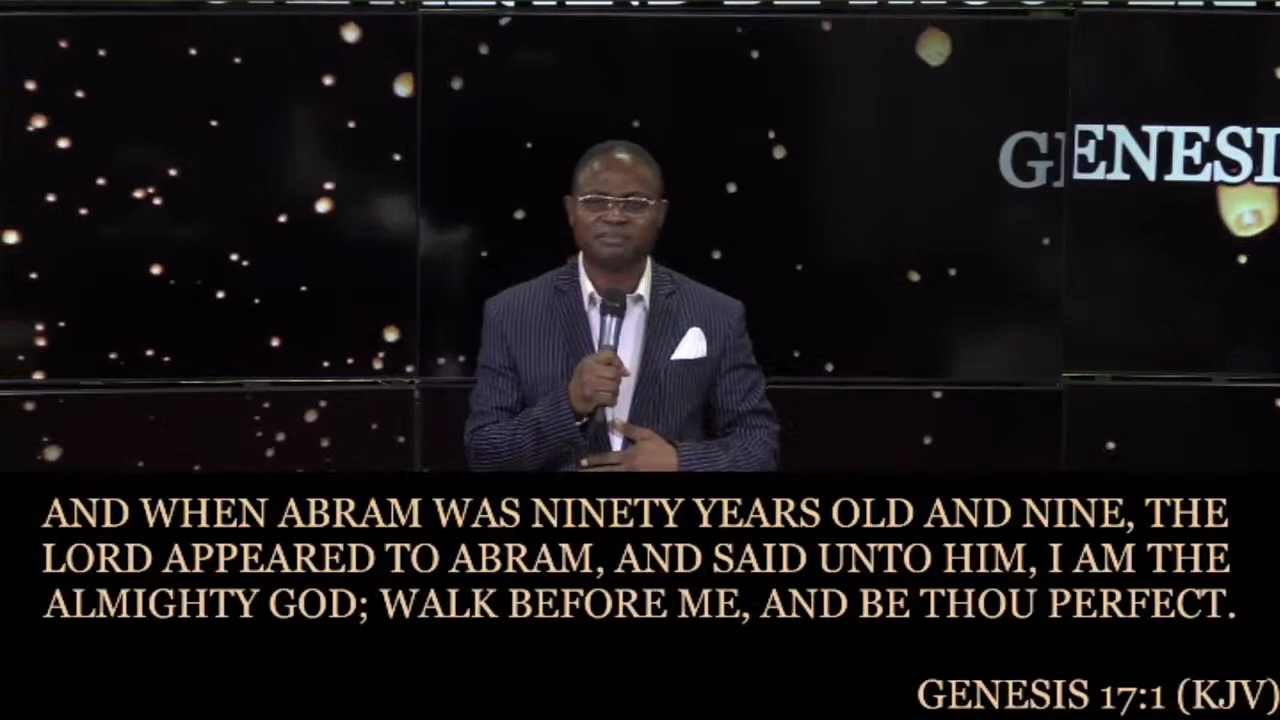 GENESI
AND WHEN ABRAM WAS NINETY YEARS OLD AND NINE, THE
LORD APPEARED TO ABRAM, AND SAID UNTO HIM, I AM THE
ALMIGHTY GOD; WALK BEFORE ME, AND BE THOU PERFECT.
GENESIS 17:1 (KJV)